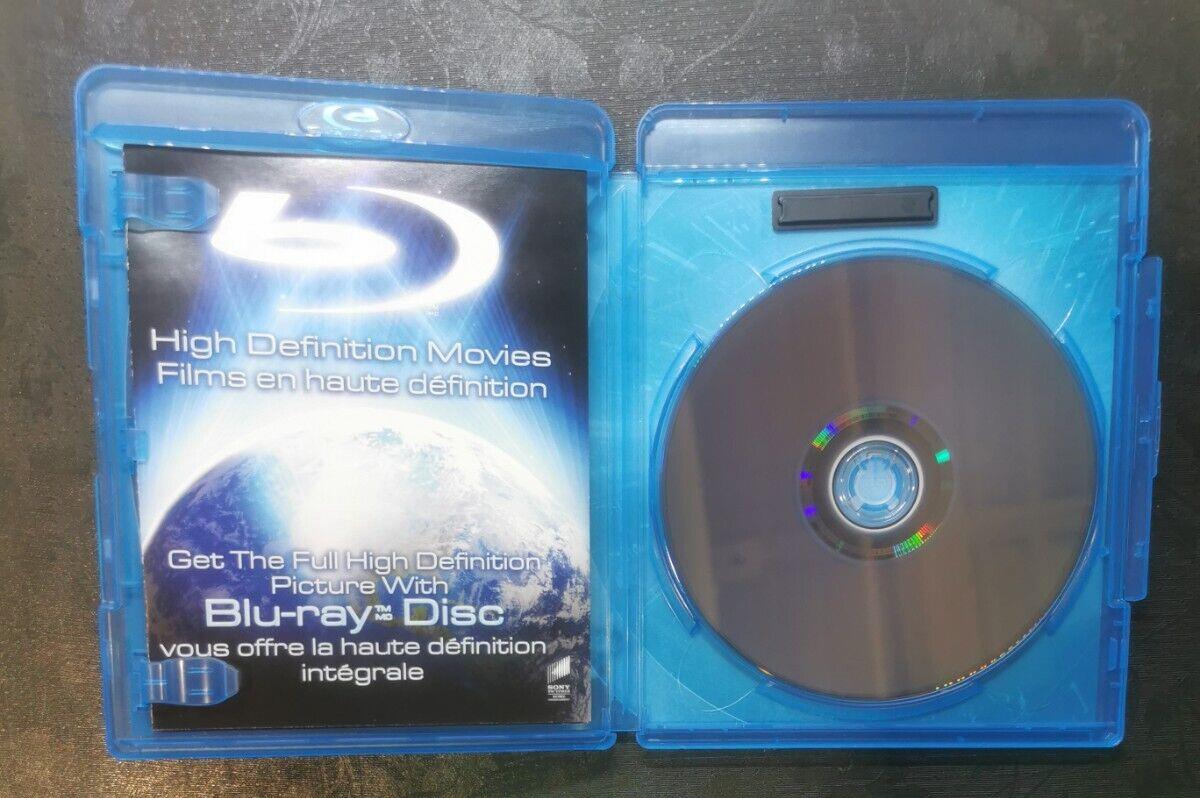 High Definition Movies
Films en haute définition
Get The Full High Definition
Picture With
Blu-ray™ MD Disc
vous offre la haute définition
intégrale
SONY
PICTURES